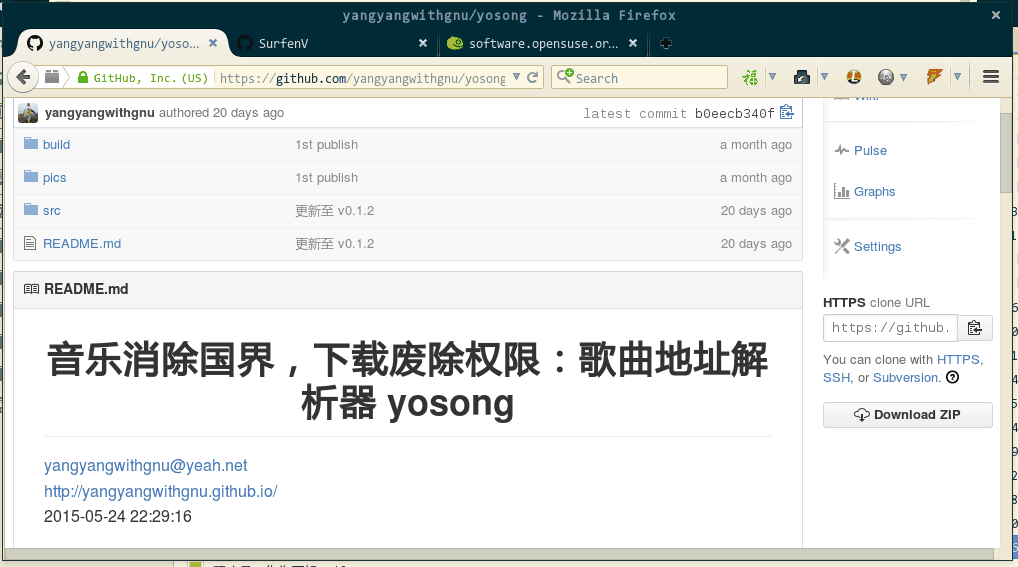 yangyangwithgnu/yosong - Mozilla Firefox
yangyangwithgnu/yoso...
SurfenV
software.opensuse.or...
GitHub, Inc. (US)
https://github.com/yangyangwithgnu/yosong
Search
yangyangwithgnu authored 20 days ago
latest commit b0eecb340f
build 1st publish a month ago
pics 1st publish a month ago
src 更新至 v0.1.2 20 days ago
README.md 更新至 v0.1.2 20 days ago
README.md
音乐消除国界，下载废除权限：歌曲地址解
析器 yosong
yangyangwithgnu@yeah.net
http://yangyangwithgnu.github.io/
2015-05-24 22:29:16
Pulse
Graphs
Settings
HTTPS clone URL
https://github.
You can clone with HTTPS,
SSH, or Subversion.
Download ZIP